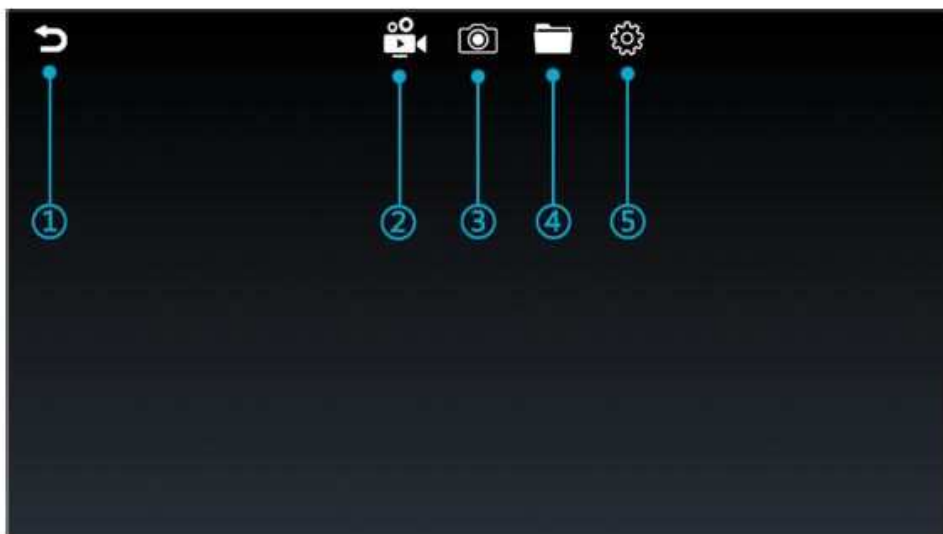 ① ② ③ ④ ⑤